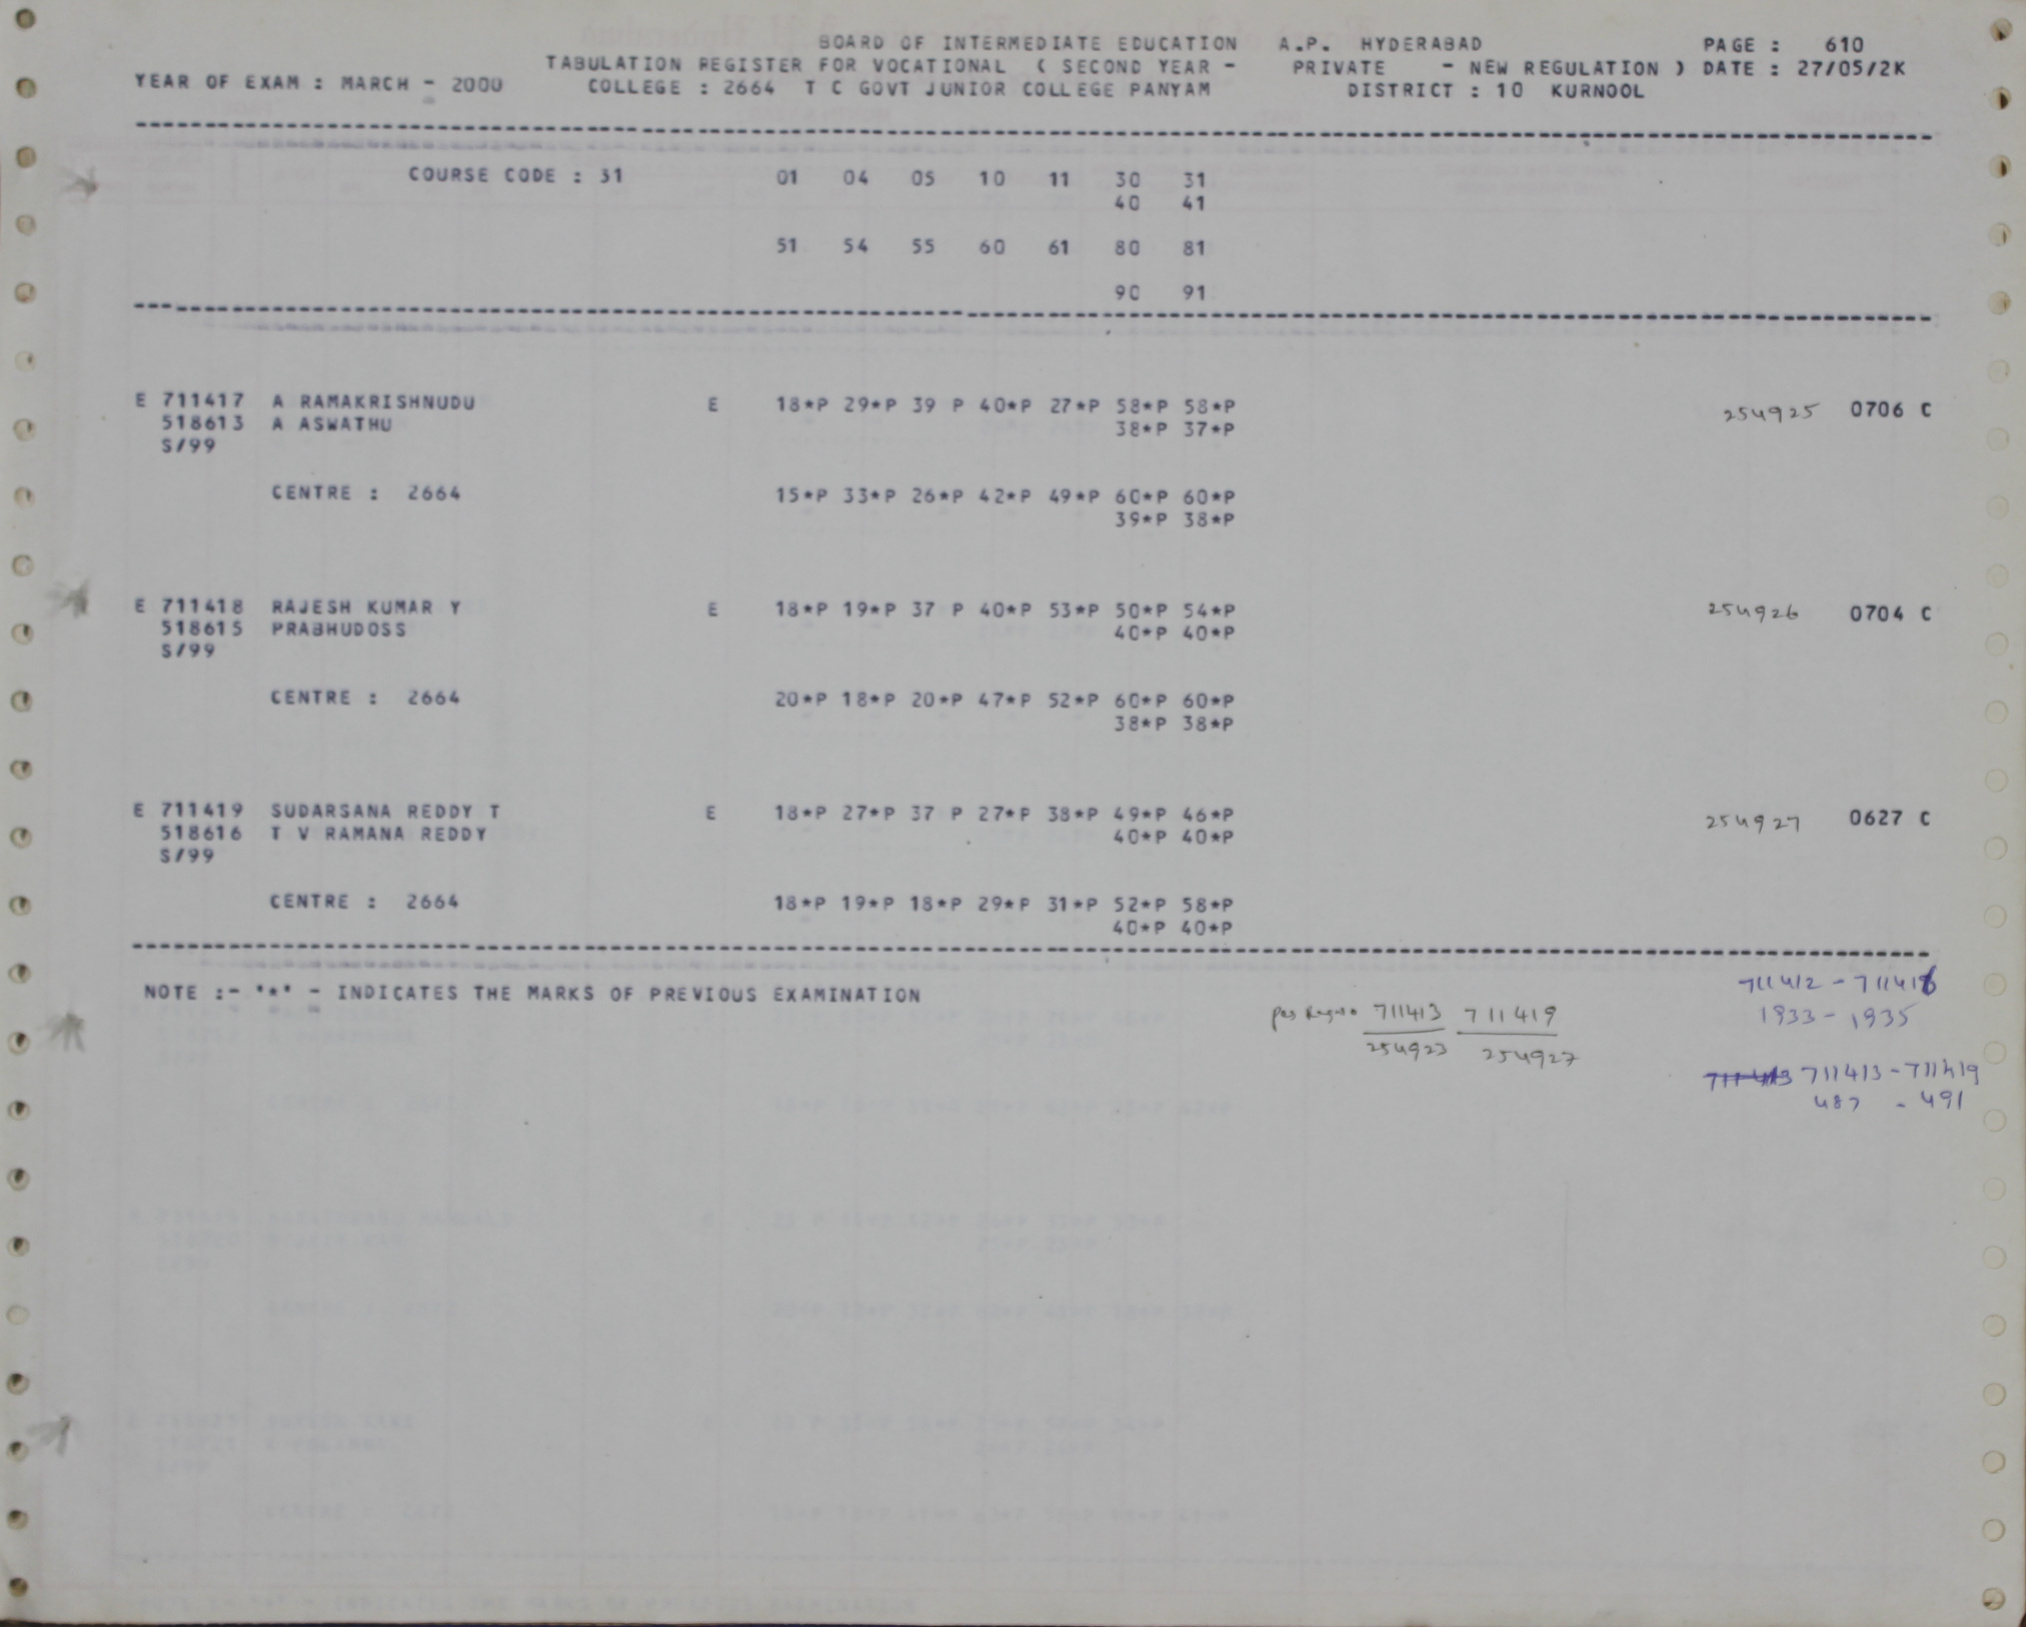 BOARD OF INTERMEDIATE EDUCATION A.P. HYDERABAD PAGE : 610
TABULATION REGISTER FOR VOCATIONAL ( SECOND YEAR - PRIVATE - NEW REGULATION ) DATE : 27/05/2K
YEAR OF EXAM : MARCH - 2000 COLLEGE : 2664 T C GOVT JUNIOR COLLEGE PANYAM DISTRICT : 10 KURNOOL
COURSE CODE : 31 01 04 05 10 11 30 31
40 41
51 54 55 60 61 80 81
90 91
E 711417 A RAMAKRISHNUDU E 18*P 29*P 39 P 40*P 27*P 58*P 58*P 254925 0706 C
518613 A ASWATHU 38*P 37*P
S/99
CENTRE : 2664 15*P 33*P 26*P 42*P 49*P 60*P 60*P
39*P 38*P
E 711418 RAJESH KUMAR Y E 18*P 19*P 37 P 40*P 53*P 50*P 54*P 254926 0704 C
518615 PRABHUDOSS 40*P 40*P
S/99
CENTRE : 2664 20*P 18*P 20*P 47*P 52*P 60*P 60*P
38*P 38*P
E 711419 SUDARSANA REDDY T E 18*P 27*P 37 P 27*P 38*P 49*P 46*P 254927 0627 C
518616 T V RAMANA REDDY 40*P 40*P
S/99
CENTRE : 2664 18*P 19*P 18*P 29*P 31*P 52*P 58*P
40*P 40*P
NOTE :- '*' - INDICATES THE MARKS OF PREVIOUS EXAMINATION
711412 - 711416
1933 - 1935
711413 711419
254923 254927
711413 711413 - 711419
487 - 491